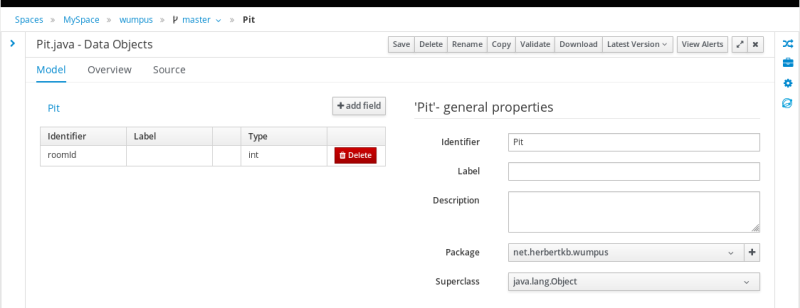 Spaces » MySpace » wumpus » master » Pit
Pit.java - Data Objects
Save Delete Rename Copy Validate Download Latest Version View Alerts
Model Overview Source
Pit
+ add field
Identifier Label Type
roomId int Delete
'Pit'- general properties
Identifier Pit
Label
Description
Package net.herbertkb.wumpus +
Superclass java.lang.Object